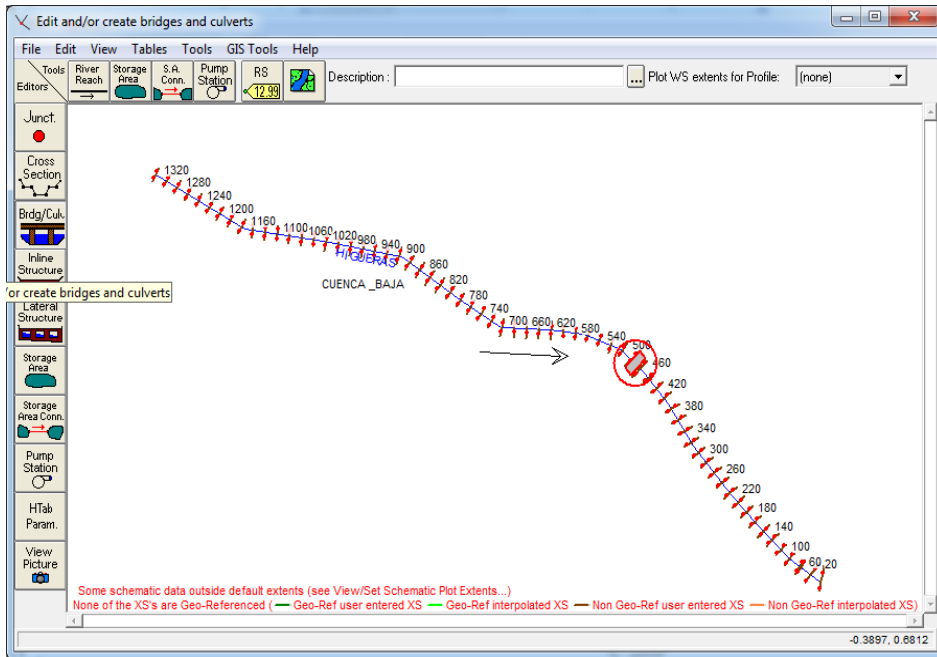 Edit and/or create bridges and culverts
File Edit View Tables Tools GIS Tools Help
Tools
Editors
River
Reach
Storage
Area
S.A.
Conn.
Pump
Station
RS
12.99
Description :
...
Plot WS extents for Profile:
(none)
Junct.
Cross
Section
Brdg/Culv.
Inline
Structure
/or create bridges and culverts
Lateral
Structure
Storage
Area
Storage
Area Conn.
Pump
Station
HTab
Param.
View
Picture
1320
1280
1240
1200
1160
1100
1060
1020
980
940
900
HIGUERAS
CUENCA _BAJA
860
820
780
740
700
660
620
580
540
500
460
420
380
340
300
260
220
180
140
100
60
20
Some schematic data outside default extents (see View/Set Schematic Plot Extents...)
None of the XS's are Geo-Referenced ( — Geo-Ref user entered XS — Geo-Ref interpolated XS — Non Geo-Ref user entered XS — Non Geo-Ref interpolated XS)
-0.3897, 0.6812